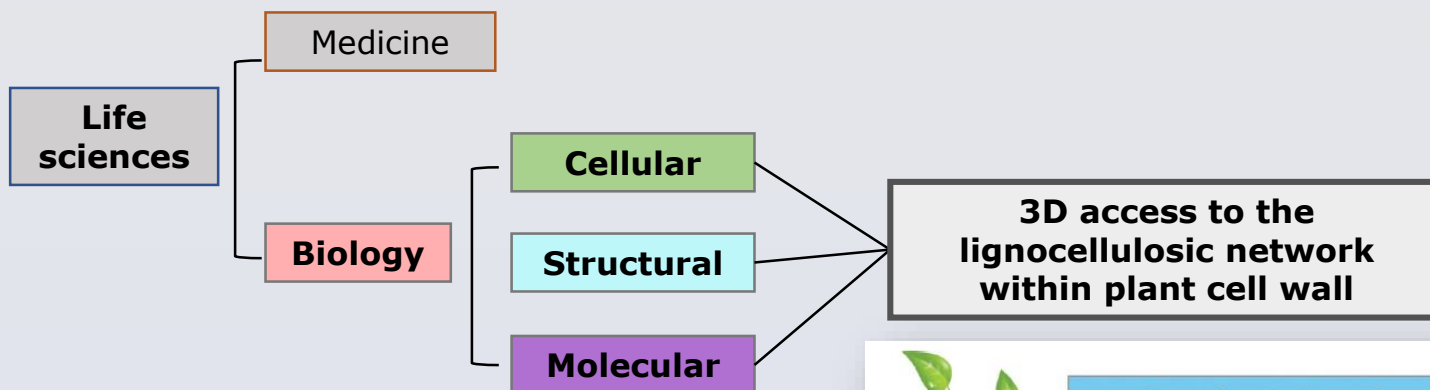 Medicine
Life
sciences
Cellular
Biology
Structural
Molecular
3D access to the
lignocellulosic network
within plant cell wall